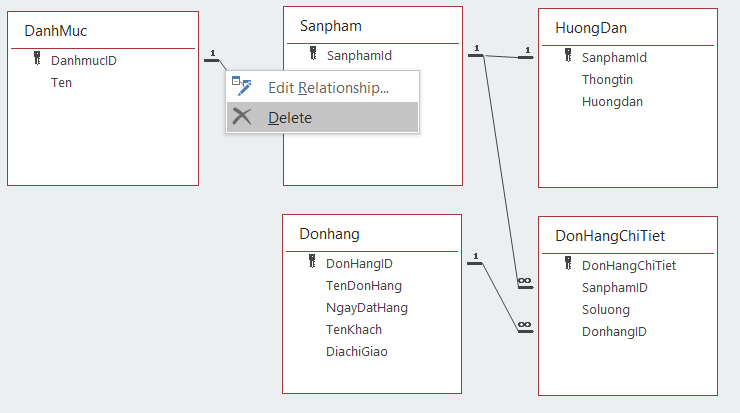 DanhMuc
DanhmucID
Ten
1
Sanpham
SanphamId
1
1
HuongDan
SanphamId
Thongtin
Huongdan
Edit Relationship...
Delete
Donhang
DonHangID
TenDonHang
NgayDatHang
TenKhach
DiachiGiao
1
∞
∞
DonHangChiTiet
DonHangChiTiet
SanphamID
Soluong
DonhangID